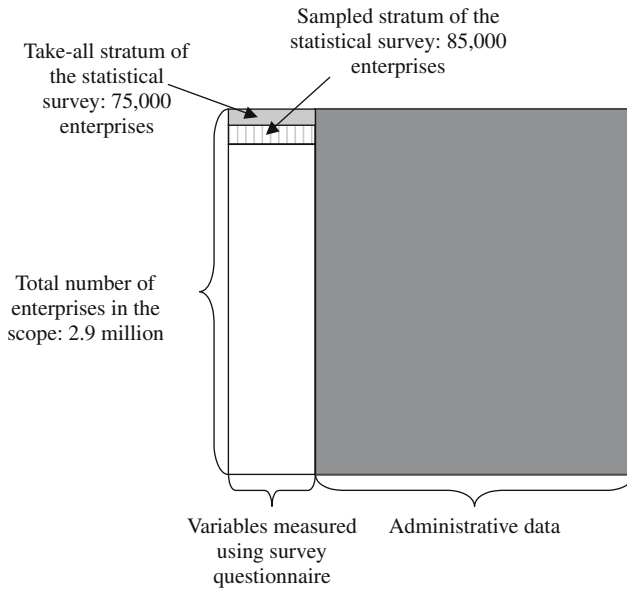 Sampled stratum of the
statistical survey: 85,000
enterprises
Take-all stratum of
the statistical
survey: 75,000
enterprises
Total number of
enterprises in the
scope: 2.9 million
Variables measured
using survey
questionnaire
Administrative data